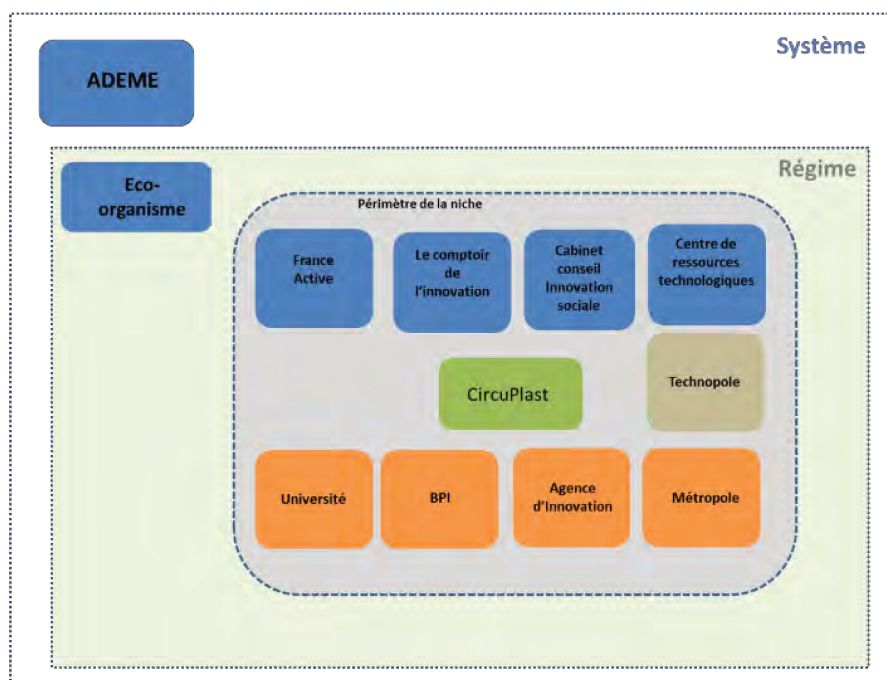 Système
ADEME
Régime
Eco-
organisme
Périmètre de la niche
France
Active
Le comptoir
de
l'innovation
Cabinet
conseil
Innovation
sociale
Centre de
ressources
technologiques
CircuPlast
Technopole
Université
BPI
Agence
d'Innovation
Métropole